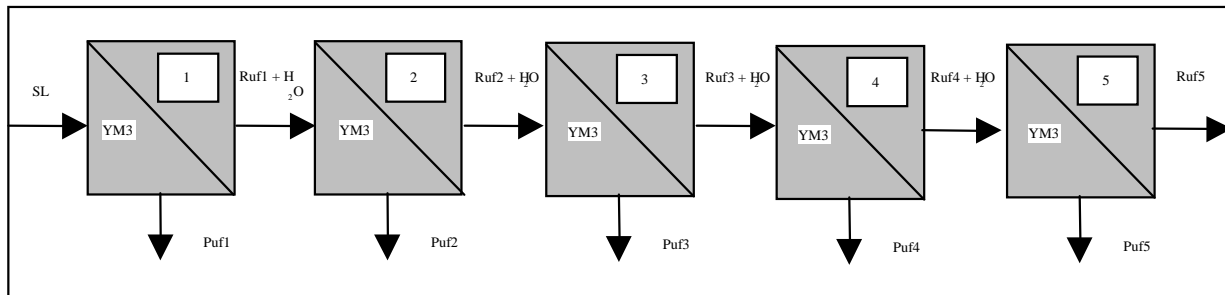 SL
YM3
1
Ruf1 + H
2O
YM3
2
Ruf2 + H2O
YM3
3
Ruf3 + H2O
YM3
4
Ruf4 + H2O
YM3
5
Ruf5
Puf1
Puf2
Puf3
Puf4
Puf5